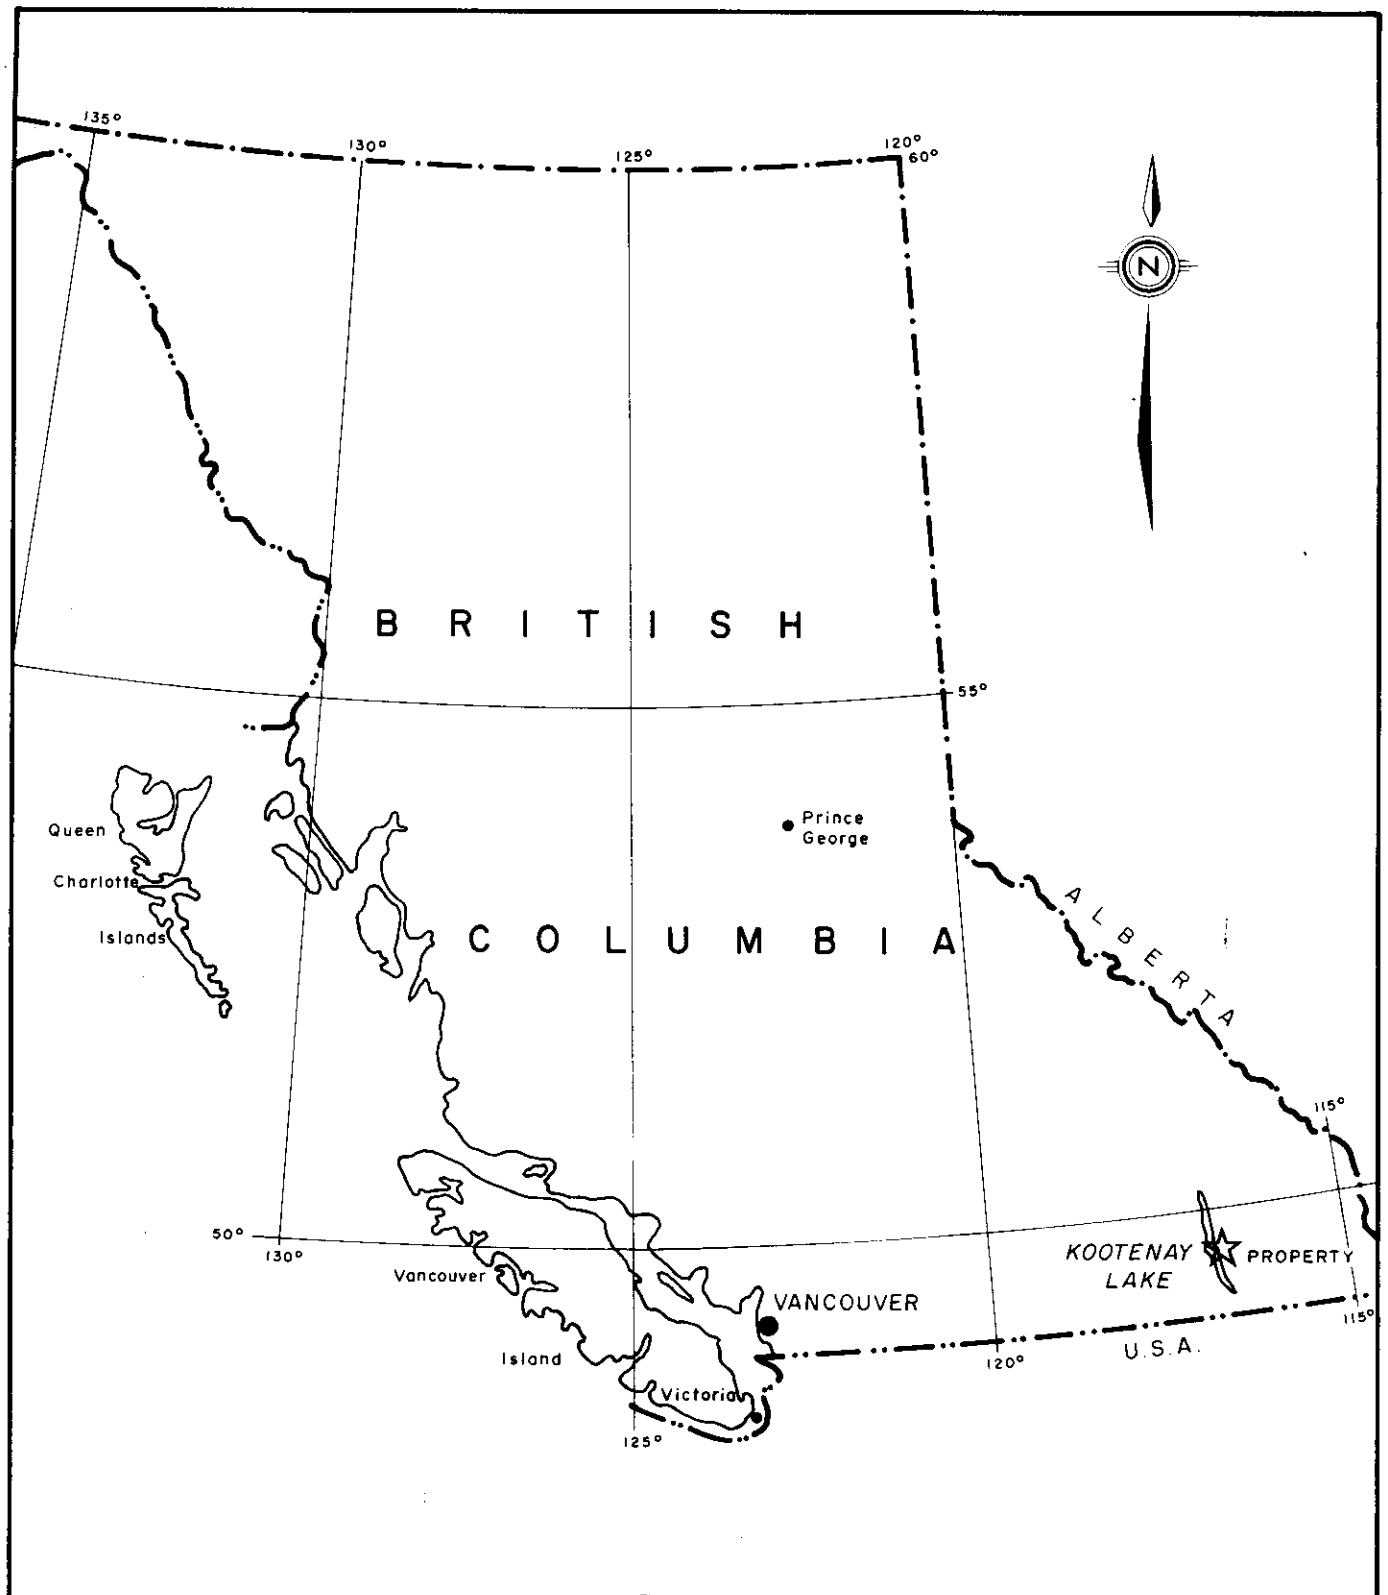 135°
130°
125°
120°
60°
N
BRITISH
55°
Prince
George
Queen
Charlotte
Islands
ALBERTA
COLUMBIA
115°
50°
130°
KOOTENAY
LAKE
PROPERTY
Vancouver
VANCOUVER
115°
Island
120°
U.S.A.
Victoria
125°